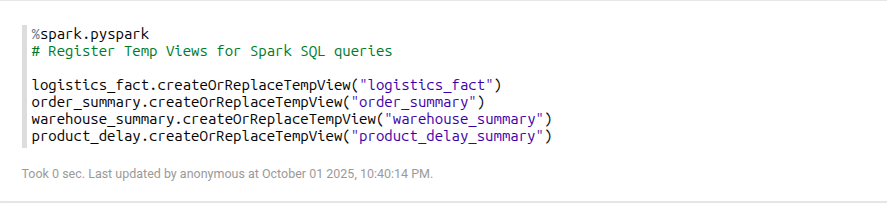 %spark.pyspark
# Register Temp Views for Spark SQL queries
logistics_fact.createOrReplaceTempView("logistics_fact")
order_summary.createOrReplaceTempView("order_summary")
warehouse_summary.createOrReplaceTempView("warehouse_summary")
product_delay.createOrReplaceTempView("product_delay_summary")
Took 0 sec. Last updated by anonymous at October 01 2025, 10:40:14 PM.